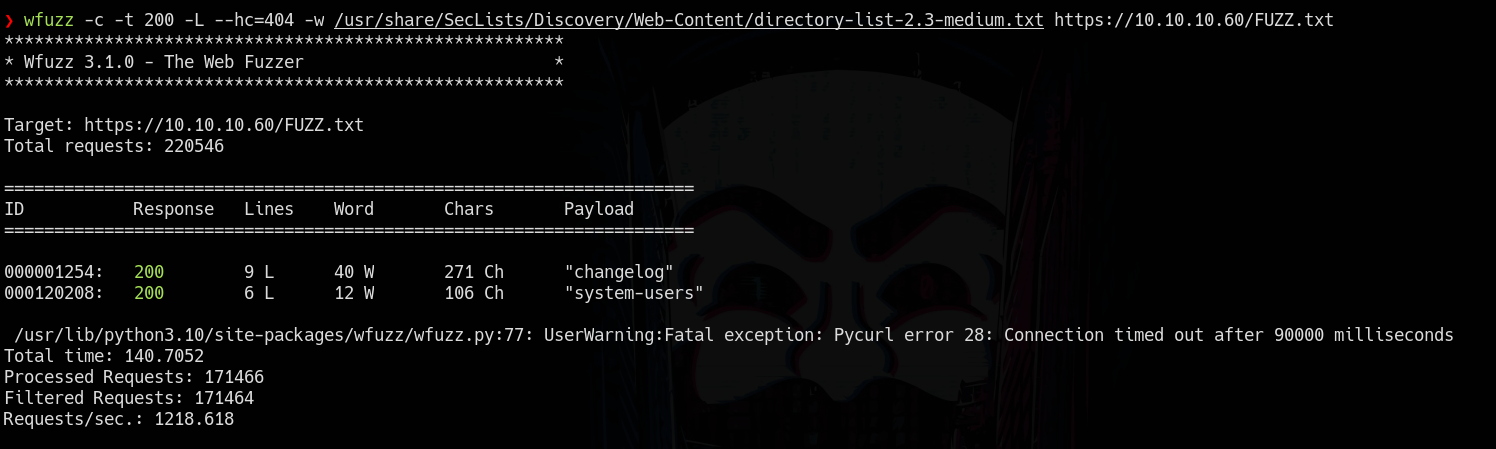 ❯ wfuzz -c -t 200 -L --hc=404 -w /usr/share/SecLists/Discovery/Web-Content/directory-list-2.3-medium.txt https://10.10.10.60/FUZZ.txt
********************************************************
* Wfuzz 3.1.0 - The Web Fuzzer                         *
********************************************************
Target: https://10.10.10.60/FUZZ.txt
Total requests: 220546
=====================================================================
ID           Response   Lines    Word       Chars       Payload
=====================================================================
000001254:   200        9 L      40 W       271 Ch      "changelog"
000120208:   200        6 L      12 W       106 Ch      "system-users"
 /usr/lib/python3.10/site-packages/wfuzz/wfuzz.py:77: UserWarning:Fatal exception: Pycurl error 28: Connection timed out after 90000 milliseconds
Total time: 140.7052
Processed Requests: 171466
Filtered Requests: 171464
Requests/sec.: 1218.618